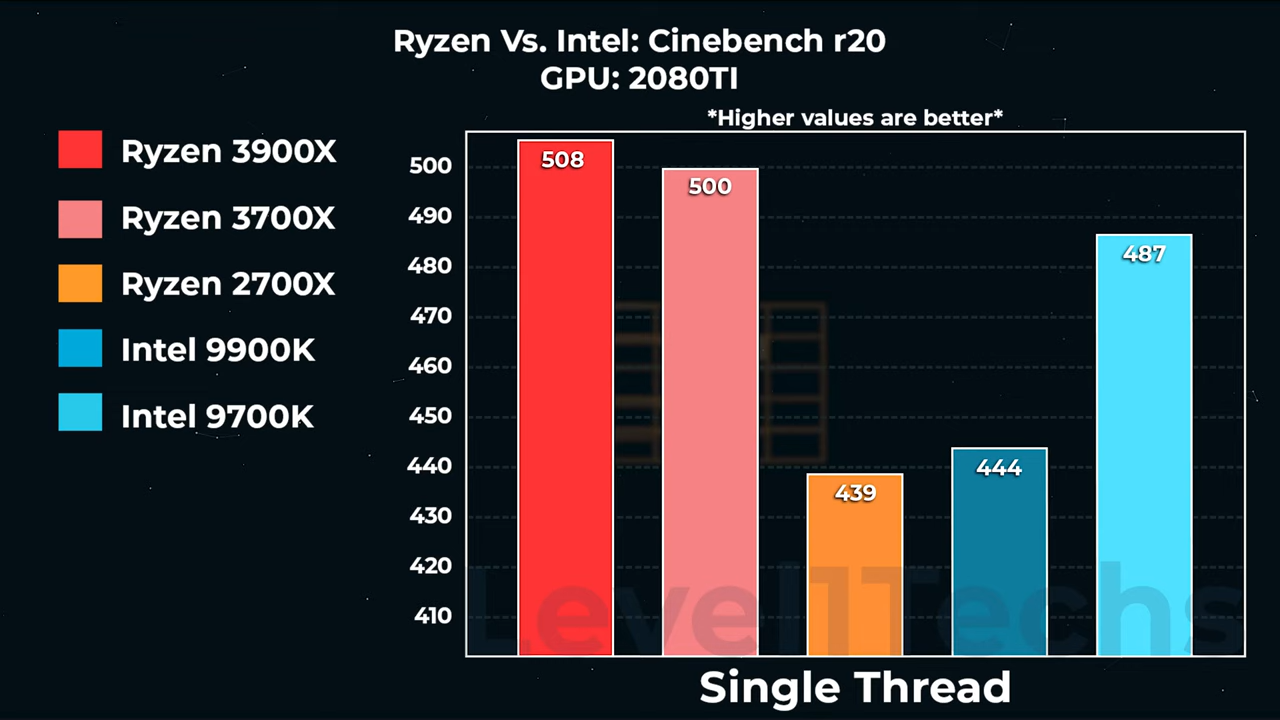 Ryzen Vs. Intel: Cinebench r20
GPU: 2080TI
*Higher values are better*
Ryzen 3900X
Ryzen 3700X
Ryzen 2700X
Intel 9900K
Intel 9700K
500
490
480
470
460
450
440
430
420
410
508
500
439
444
487
Level1Techs
Single Thread